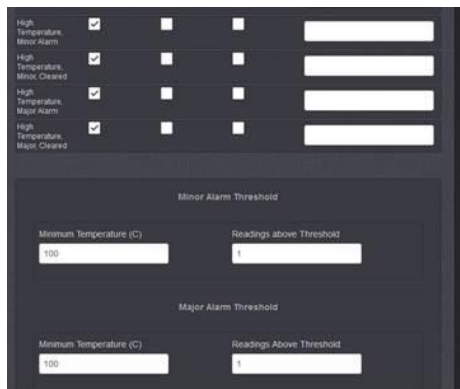 High
Temperature,
Minor Alarm
High
Temperature,
Minor, Cleared
High
Temperature,
Major Alarm
High
Temperature,
Major, Cleared
Minor Alarm Threshold
Minimum Temperature (C) Readings above Threshold
100 1
Major Alarm Threshold
Minimum Temperature (C) Readings Above Threshold
100 1